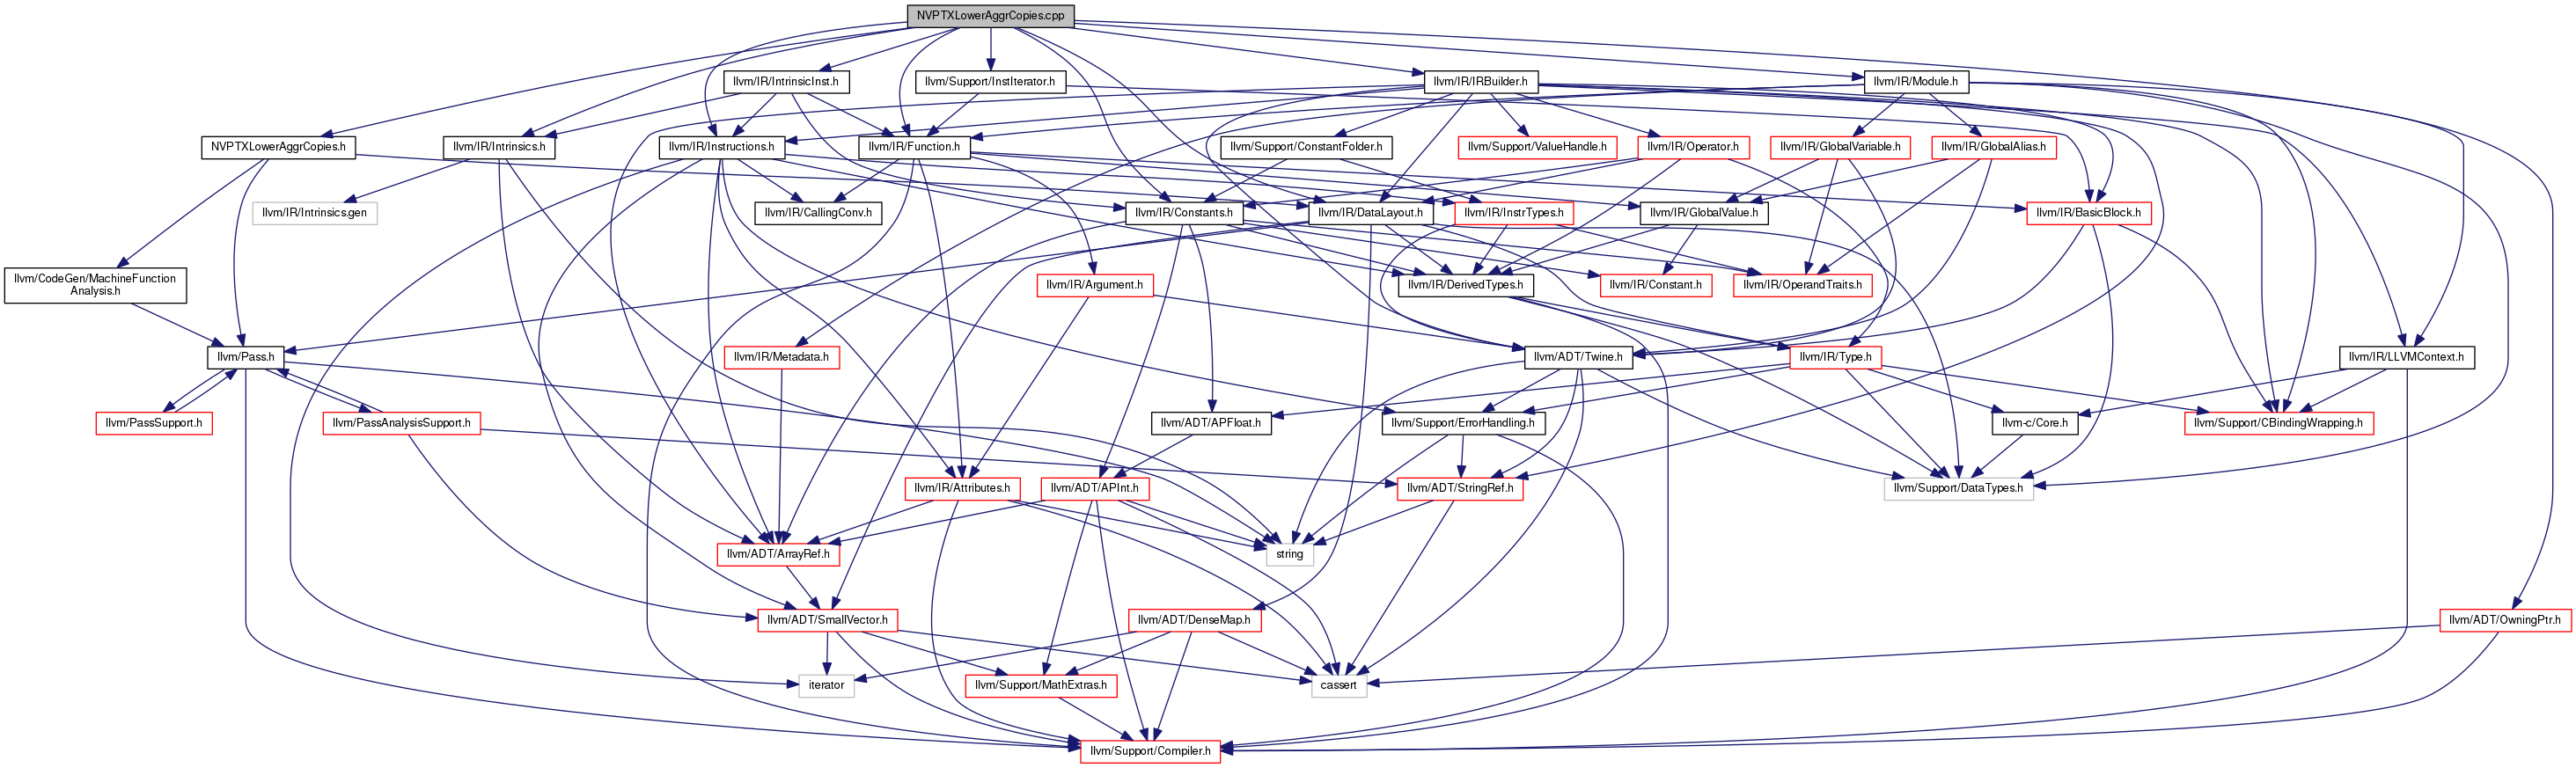 NVPTXLowerAggrCopies.cpp
llvm/IR/IntrinsicInst.h
llvm/Support/InstIterator.h
llvm/IR/IRBuilder.h
llvm/IR/Module.h
NVPTXLowerAggrCopies.h
llvm/IR/Intrinsics.h
llvm/IR/Instructions.h
llvm/IR/Function.h
llvm/Support/ConstantFolder.h
llvm/Support/ValueHandle.h
llvm/IR/Operator.h
llvm/IR/GlobalVariable.h
llvm/IR/GlobalAlias.h
llvm/IR/Intrinsics.gen
llvm/IR/CallingConv.h
llvm/IR/Constants.h
llvm/IR/DataLayout.h
llvm/IR/InstrTypes.h
llvm/IR/GlobalValue.h
llvm/IR/BasicBlock.h
llvm/CodeGen/MachineFunction
Analysis.h
llvm/IR/Argument.h
llvm/IR/DerivedTypes.h
llvm/IR/Constant.h
llvm/IR/OperandTraits.h
llvm/Pass.h
llvm/IR/Metadata.h
llvm/ADT/Twine.h
llvm/IR/Type.h
llvm/IR/LLVMContext.h
llvm/PassSupport.h
llvm/PassAnalysisSupport.h
llvm/ADT/APFloat.h
llvm/Support/ErrorHandling.h
llvm-c/Core.h
llvm/Support/CBindingWrapping.h
llvm/IR/Attributes.h
llvm/ADT/APInt.h
llvm/ADT/StringRef.h
llvm/Support/DataTypes.h
llvm/ADT/ArrayRef.h
string
llvm/ADT/SmallVector.h
llvm/ADT/DenseMap.h
llvm/ADT/OwningPtr.h
iterator
llvm/Support/MathExtras.h
cassert
llvm/Support/Compiler.h